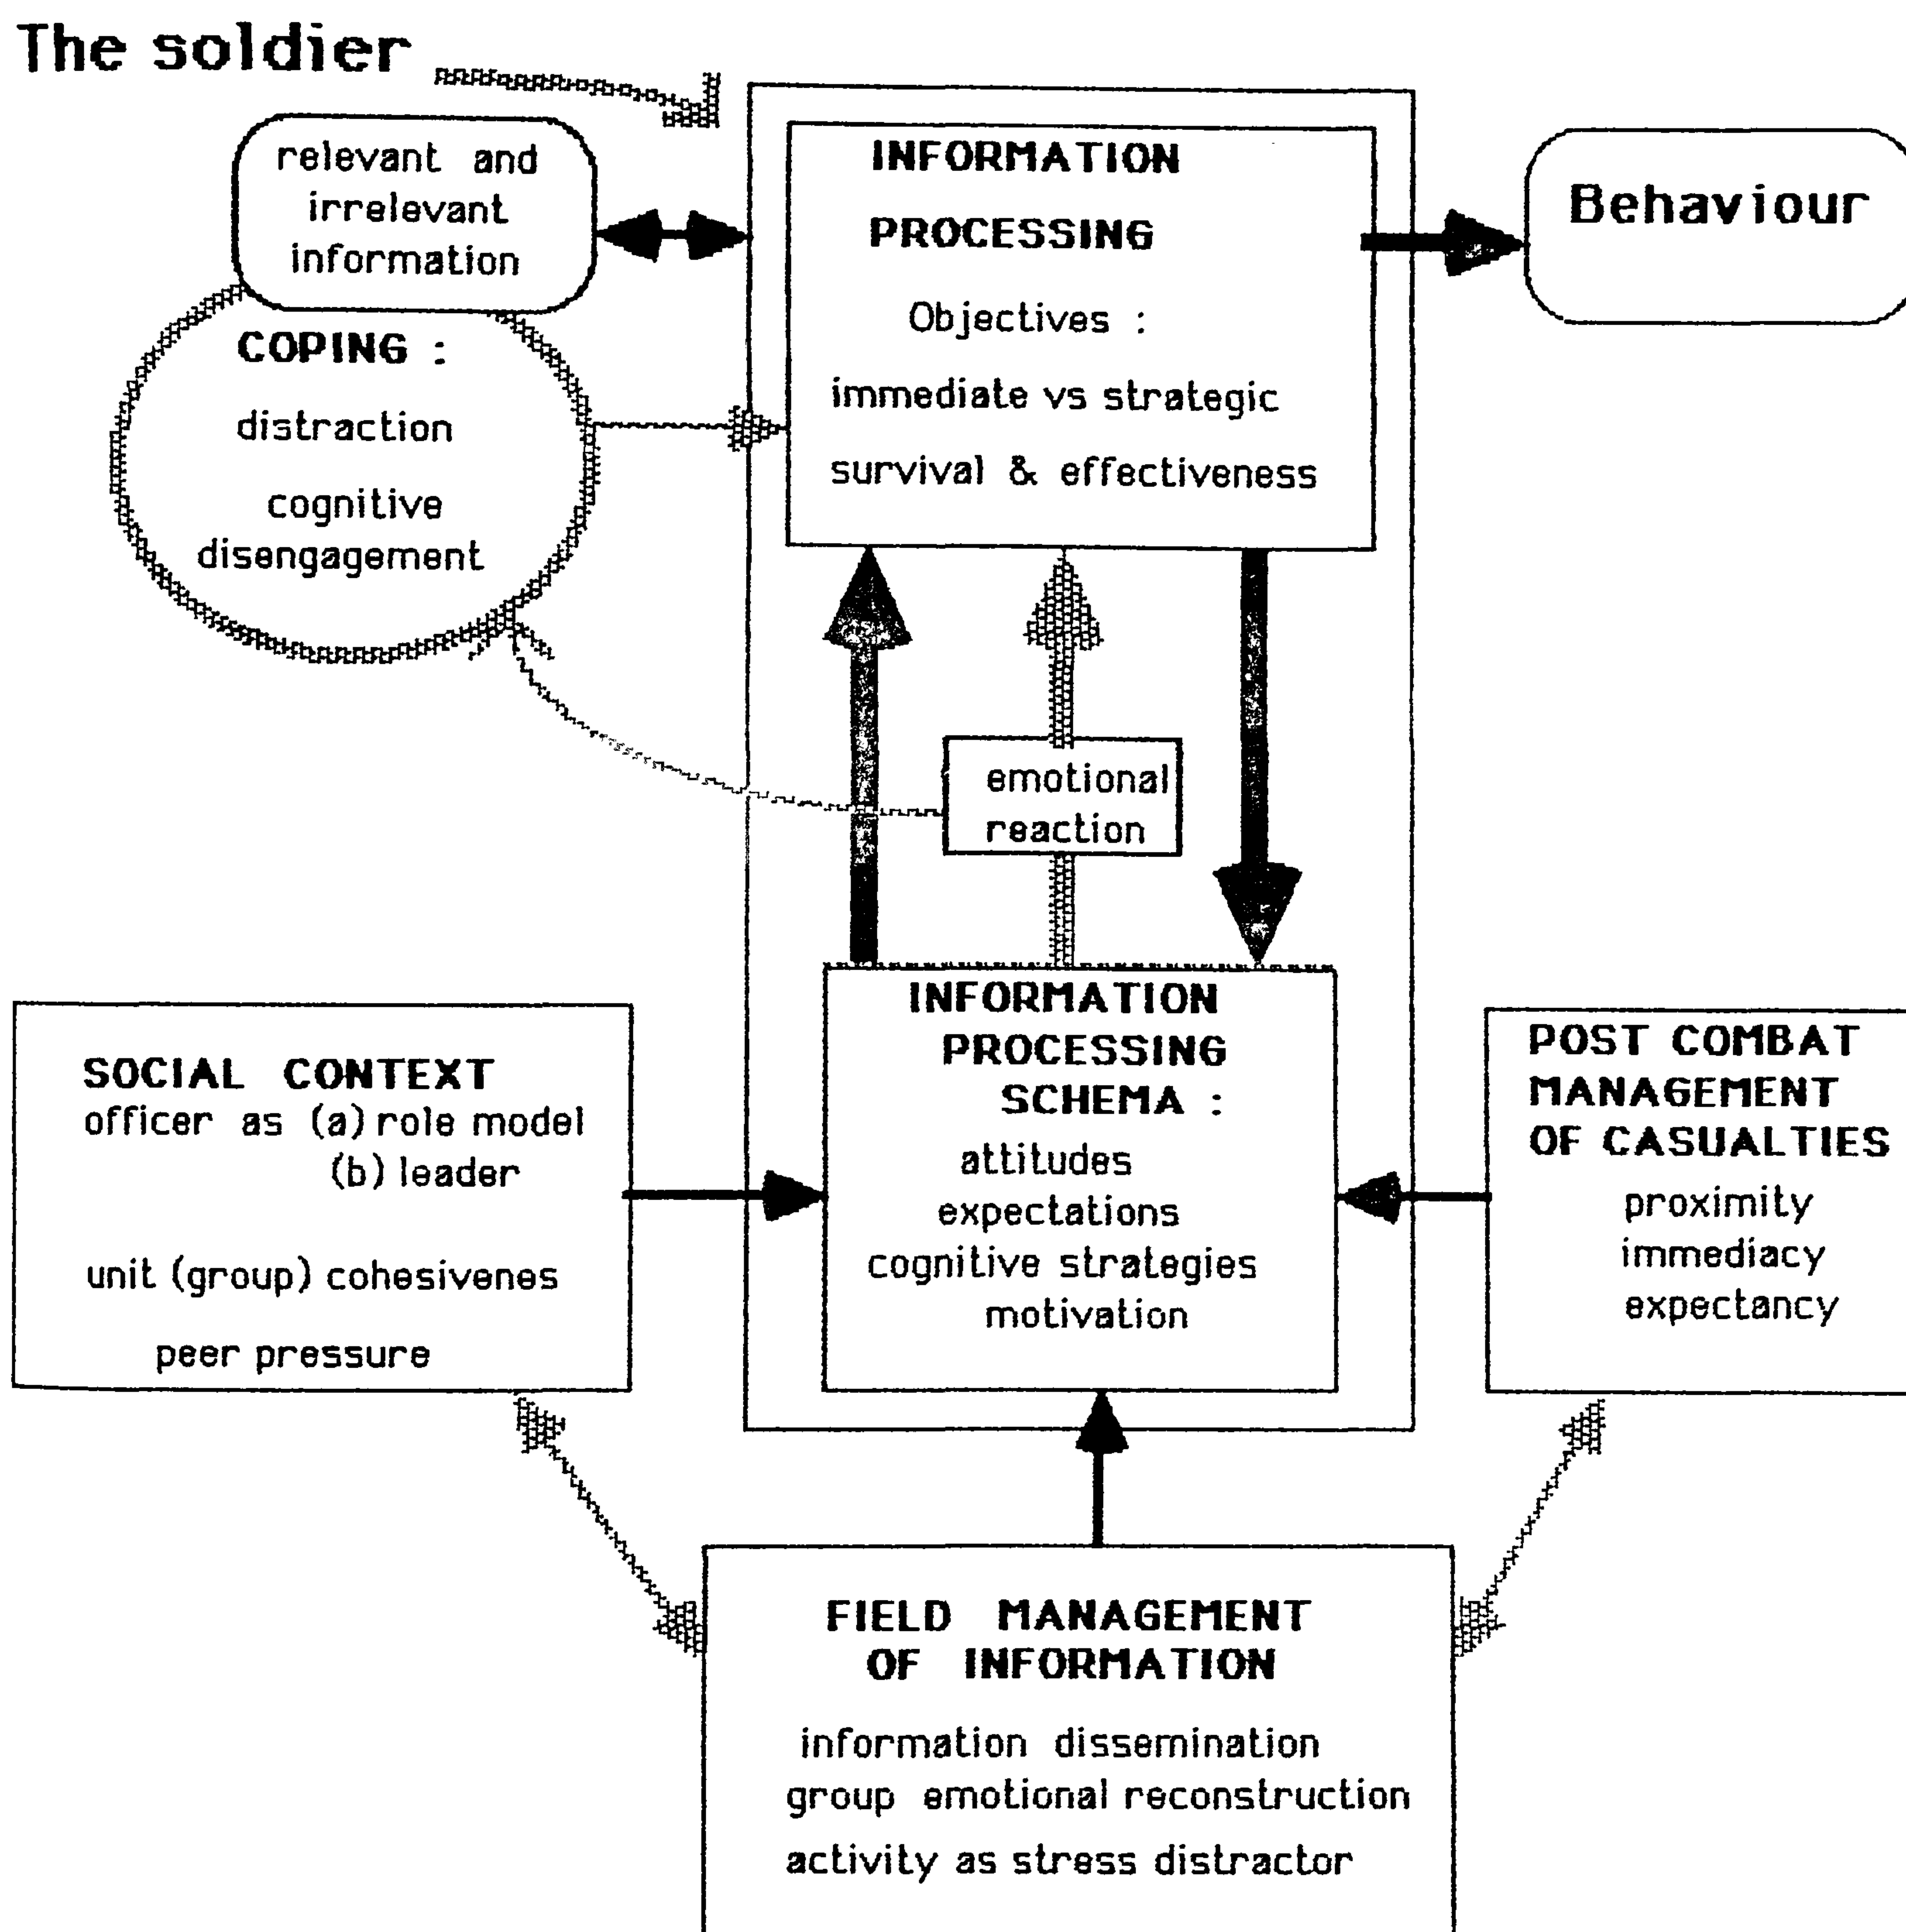 The soldier
relevant and
irrelevant
information
COPING :
distraction
cognitive
disengagement
INFORMATION
PROCESSING
Objectives :
immediate vs strategic
survival & effectiveness
Behaviour
emotional
reaction
SOCIAL CONTEXT
officer as (a) role model
(b) leader
unit (group) cohesivenes
peer pressure
INFORMATION
PROCESSING
SCHEMA :
attitudes
expectations
cognitive strategies
motivation
POST COMBAT
MANAGEMENT
OF CASUALTIES
proximity
immediacy
expectancy
FIELD MANAGEMENT
OF INFORMATION
information dissemination
group emotional reconstruction
activity as stress distractor